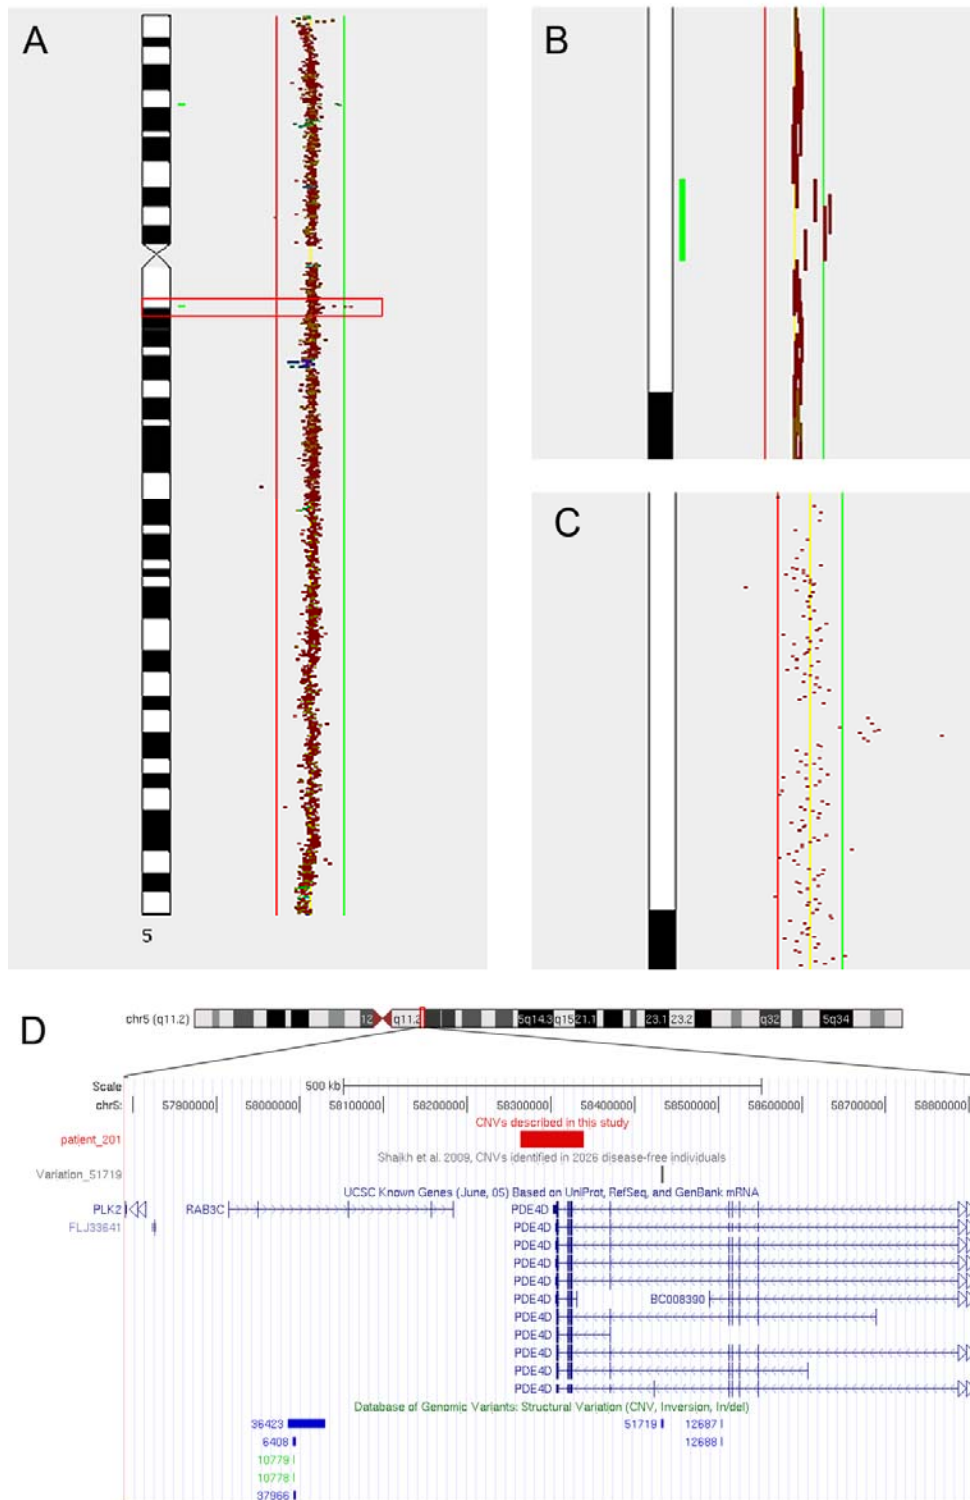 A
B
5
C
D
chr5 (q11.2)
12 q11.2 5q14.3 q15 21.1 23.1 23.2 q32 5q34
Scale 500 kb
chr5: 57900000 58000000 58100000 58200000 58300000 58400000 58500000 58600000 58700000 58800000
CNVs described in this study
patient_201
Shaikh et al. 2009, CNVs identified in 2026 disease-free individuals
Variation_51719
UCSC Known Genes (June, 05) Based on UniProt, RefSeq, and GenBank mRNA
PLK2 RAB3C PDE4D
FLJ33641 PDE4D
PDE4D
PDE4D
PDE4D
PDE4D BC008390
PDE4D
PDE4D
PDE4D
PDE4D
PDE4D
Database of Genomic Variants: Structural Variation (CNV, Inversion, In/del)
36423 51719 12687
6408 12688
10779
10778
37966